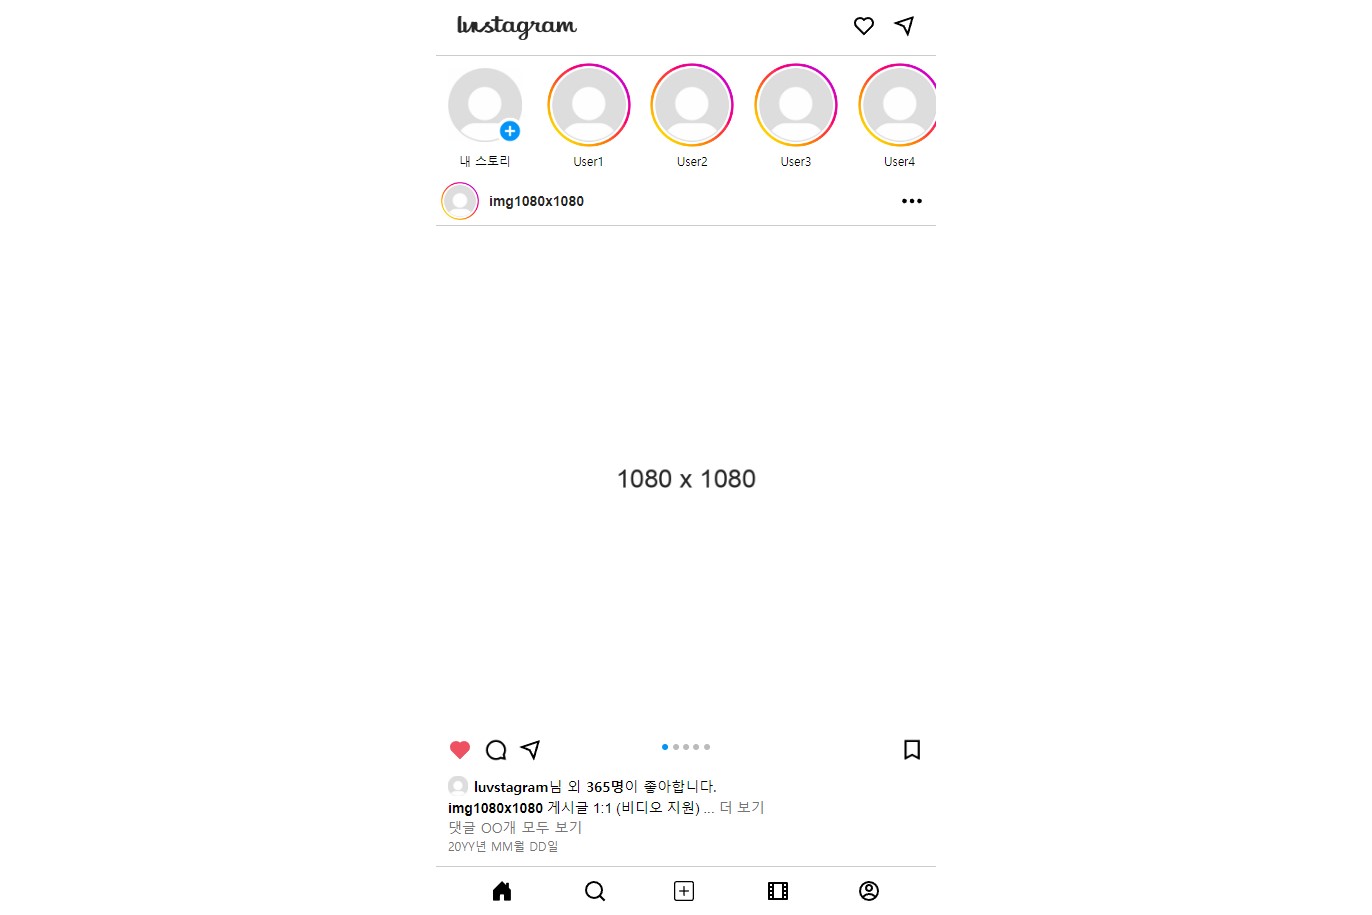 luvstagram
내 스토리
User1
User2
User3
User4
img1080x1080
1080 x 1080
luvstagram님 외 365명이 좋아합니다.
img1080x1080 게시글 1:1 (비디오 지원) ... 더 보기
댓글 OO개 모두 보기
20YY년 MM월 DD일